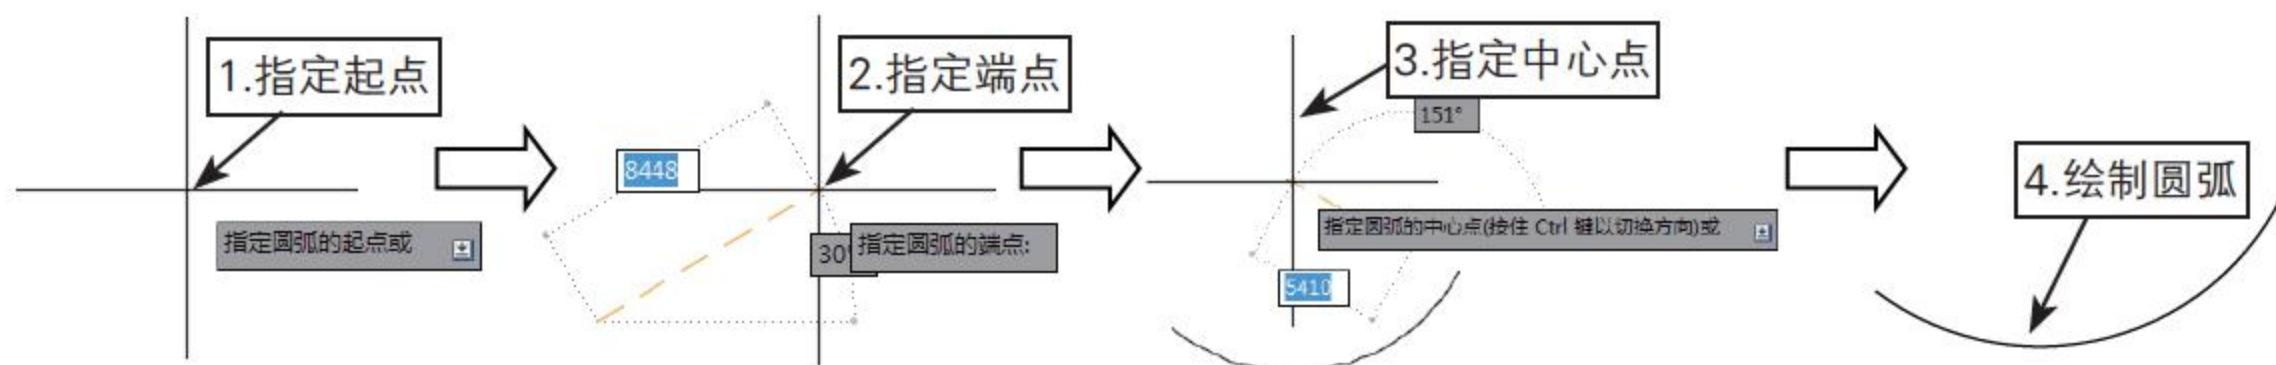 1.指定起点
指定圆弧的起点或
2.指定端点
8448
30°
指定圆弧的端点:
3.指定中心点
151°
指定圆弧的中心点(按住 Ctrl 键以切换方向)或
5410
4.绘制圆弧